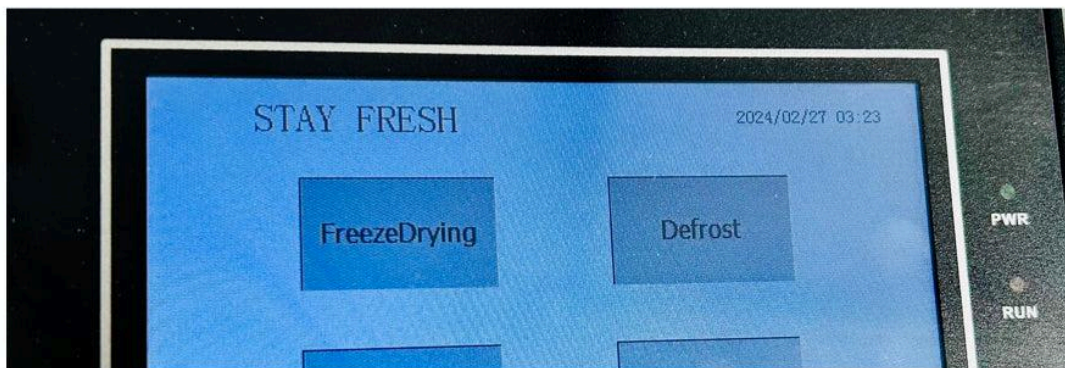 STAY FRESH
2024/02/27 03:23
FreezeDrying
Defrost
PWR
RUN